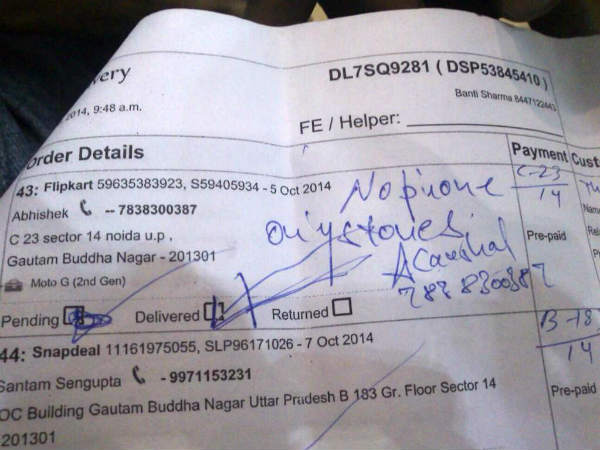 very
DL7SQ9281 ( DSP53845410 )
2014, 9:48 a.m.
Banti Sharma 8447122443
FE / Helper:
Order Details
Payment
Cust
43: Flipkart 59635383923, S59405934 - 5 Oct 2014
No phone
C-23
14
Abhishek -- 7838300387
only stones
C 23 sector 14 noida u.p ,
Pre-paid
Gautam Buddha Nagar - 201301
Moto G (2nd Gen)
Pending
Delivered
Returned
B-18
14
44: Snapdeal 11161975055, SLP96171026 - 7 Oct 2014
Santam Sengupta - 9971153231
Pre-paid
OC Building Gautam Buddha Nagar Uttar Pradesh B 183 Gr. Floor Sector 14
201301